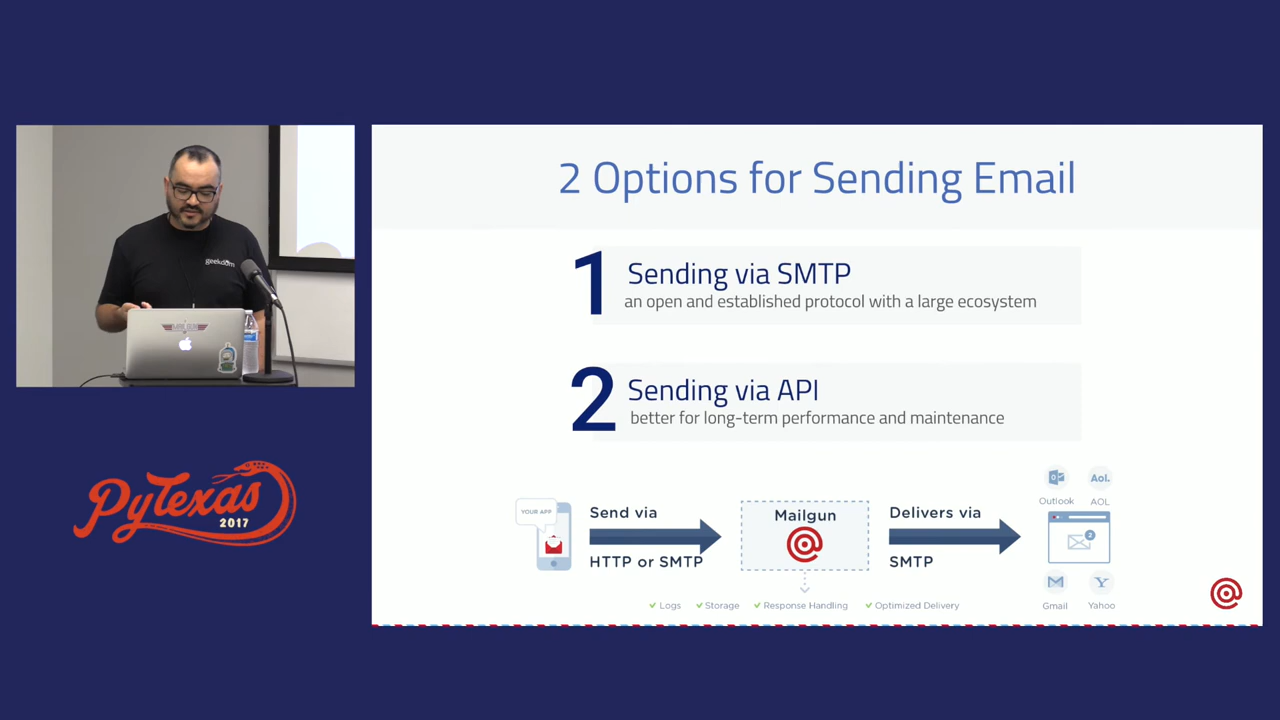 2 Options for Sending Email
1 Sending via SMTP
an open and established protocol with a large ecosystem
2 Sending via API
better for long-term performance and maintenance
YOUR APP
Send via
HTTP or SMTP
Mailgun
Delivers via
SMTP
Outlook
Aol.
AOL
2
Gmail
Yahoo
Logs
Storage
Response Handling
Optimized Delivery
geekdom
PyTexas
2017